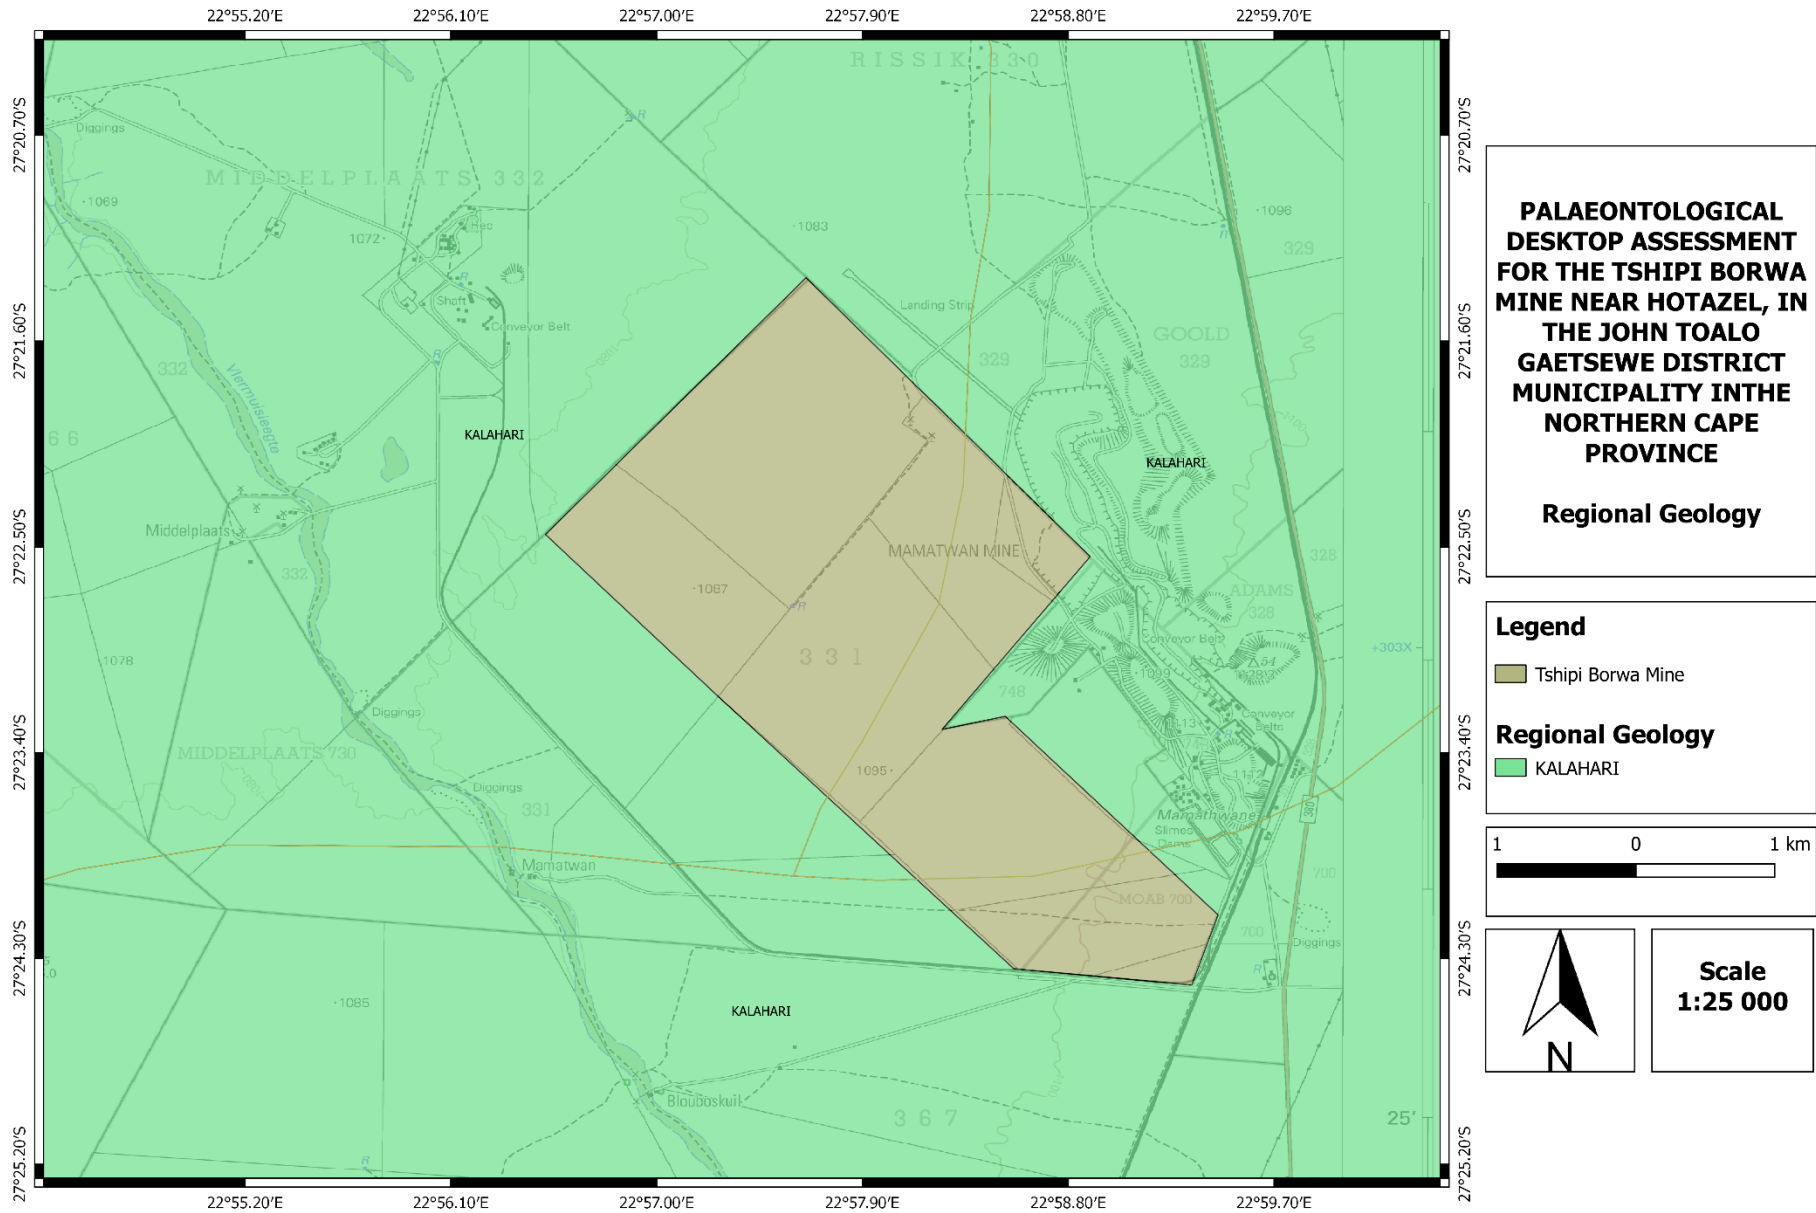 22°55.20'E 22°56.10'E 22°57.00'E 22°57.90'E 22°58.80'E 22°59.70'E
27°20.70'S
27°21.60'S
27°22.50'S
27°23.40'S
27°24.30'S
27°25.20'S
RISSIK 330
R
Diggings
MIDDELPLAATS 332
·1069
1072·
Rec
·1083
·1096
329
R
R
Shaft
Conveyor Belt
Landing Strip
GOOLD
329
329
332
Vlermuisleegte
R
66
KALAHARI
KALAHARI
Middelplaats
332
MAMATWAN MINE
328
·1087
R
ADAMS
328
Conveyor Belt
54
+303X
331
·1078
·1099
748
Diggings
1113·
Conveyor
Belts
R
MIDDELPLAATS 730
1095·
Diggings
331
380
Mamathwane
Slimes
Dams
Mamatwan
700
MOAB 700
700
Diggings
R
·1085
KALAHARI
Blouboskuil
367
25'
R
27°20.70'S
27°21.60'S
27°22.50'S
27°23.40'S
27°24.30'S
27°25.20'S
22°55.20'E 22°56.10'E 22°57.00'E 22°57.90'E 22°58.80'E 22°59.70'E
PALAEONTOLOGICAL
DESKTOP ASSESSMENT
FOR THE TSHIPI BORWA
MINE NEAR HOTAZEL, IN
THE JOHN TOALO
GAETSEWE DISTRICT
MUNICIPALITY INTHE
NORTHERN CAPE
PROVINCE
Regional Geology
Legend
Tshipi Borwa Mine
Regional Geology
KALAHARI
1 0 1 km
N
Scale
1:25 000